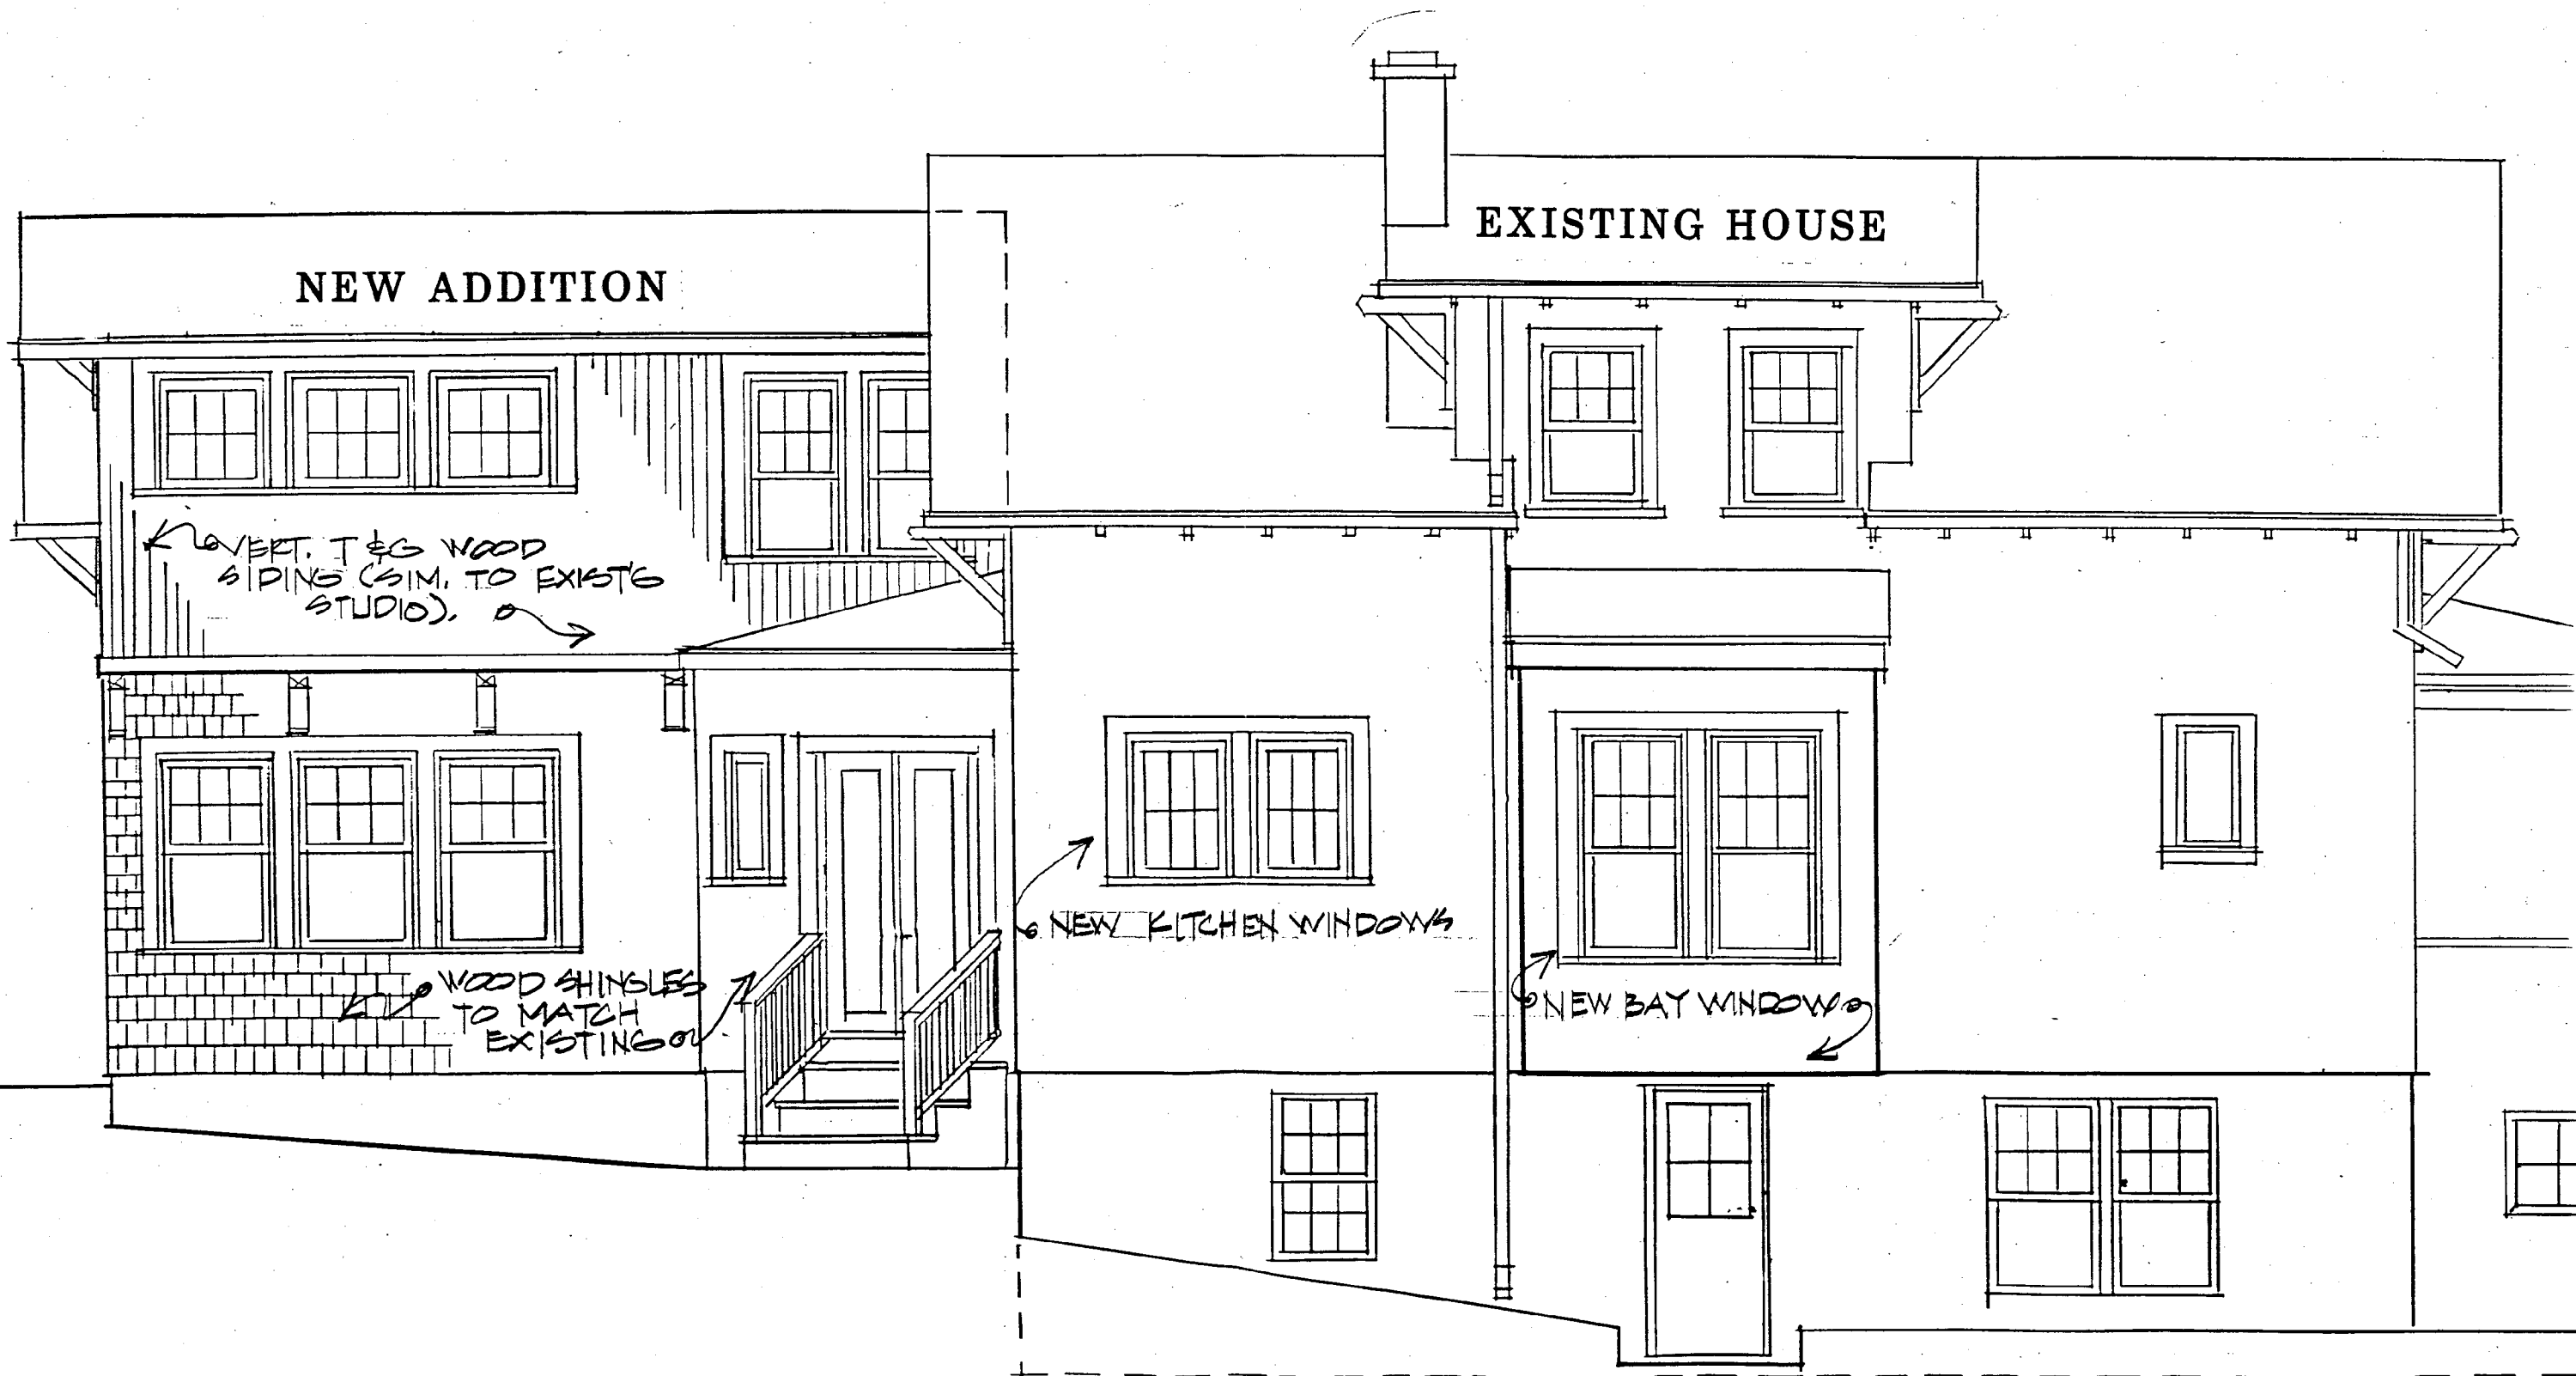 EXISTING HOUSE
NEW ADDITION
VERT. T&G WOOD
SIDING (SIM. TO EXIST'G
STUDIO).
NEW KITCHEN WINDOWS
WOOD SHINGLES
TO MATCH
EXISTING
NEW BAY WINDOW